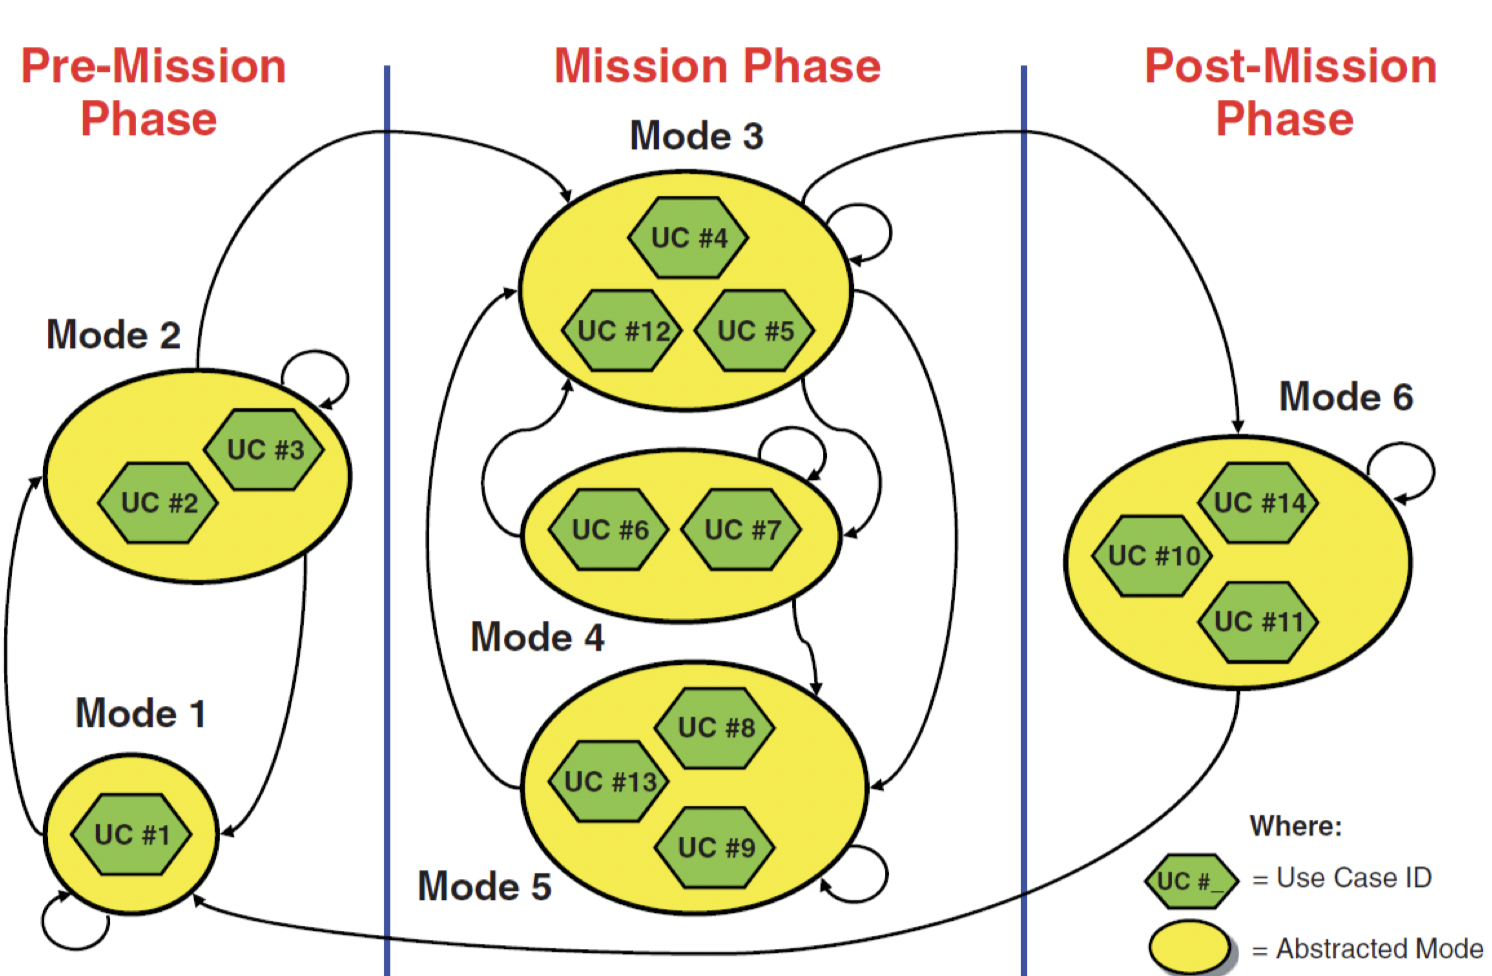 Pre-Mission
Phase
Mission Phase
Post-Mission
Phase
Mode 3
UC #4
UC #12
UC #5
Mode 2
UC #3
UC #2
Mode 6
UC #14
UC #10
UC #11
UC #6
UC #7
Mode 4
Mode 1
UC #1
UC #8
UC #13
UC #9
Mode 5
Where:
UC #_ = Use Case ID
= Abstracted Mode